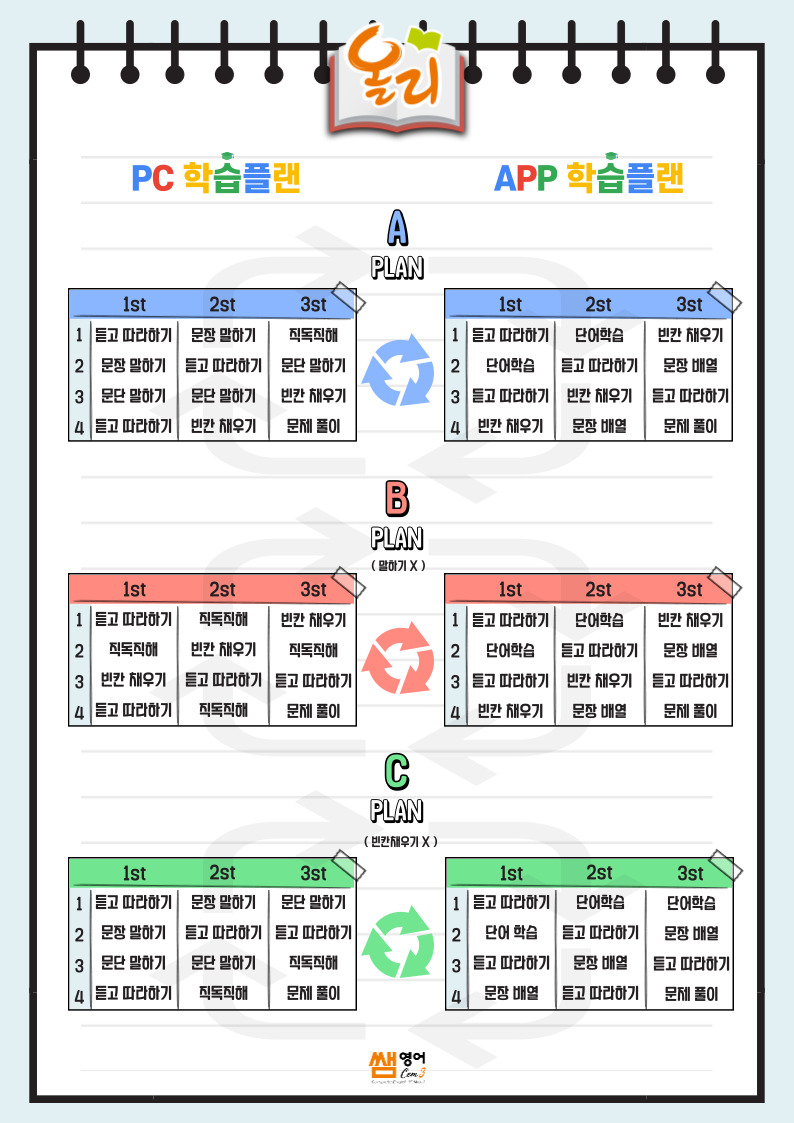 올리
PC 학습플랜
APP 학습플랜
A
PLAN
1st 2st 3st
1 듣고 따라하기 문장 말하기 직독직해
2 문장 말하기 듣고 따라하기 문단 말하기
3 문단 말하기 문단 말하기 빈칸 채우기
4 듣고 따라하기 빈칸 채우기 문제 풀이
1st 2st 3st
1 듣고 따라하기 단어학습 빈칸 채우기
2 단어학습 듣고 따라하기 문장 배열
3 듣고 따라하기 빈칸 채우기 듣고 따라하기
4 빈칸 채우기 문장 배열 문제 풀이
B
PLAN
( 말하기 X )
1st 2st 3st
1 듣고 따라하기 직독직해 빈칸 채우기
2 직독직해 빈칸 채우기 직독직해
3 빈칸 채우기 듣고 따라하기 듣고 따라하기
4 듣고 따라하기 직독직해 문제 풀이
1st 2st 3st
1 듣고 따라하기 단어학습 빈칸 채우기
2 단어학습 듣고 따라하기 문장 배열
3 듣고 따라하기 빈칸 채우기 듣고 따라하기
4 빈칸 채우기 문장 배열 문제 풀이
C
PLAN
( 빈칸채우기 X )
1st 2st 3st
1 듣고 따라하기 문장 말하기 문단 말하기
2 문장 말하기 듣고 따라하기 듣고 따라하기
3 문단 말하기 문단 말하기 직독직해
4 듣고 따라하기 직독직해 문제 풀이
1st 2st 3st
1 듣고 따라하기 단어학습 단어학습
2 단어 학습 듣고 따라하기 문장 배열
3 듣고 따라하기 문장 배열 듣고 따라하기
4 문장 배열 듣고 따라하기 문제 풀이
쌤영어
Cem 3